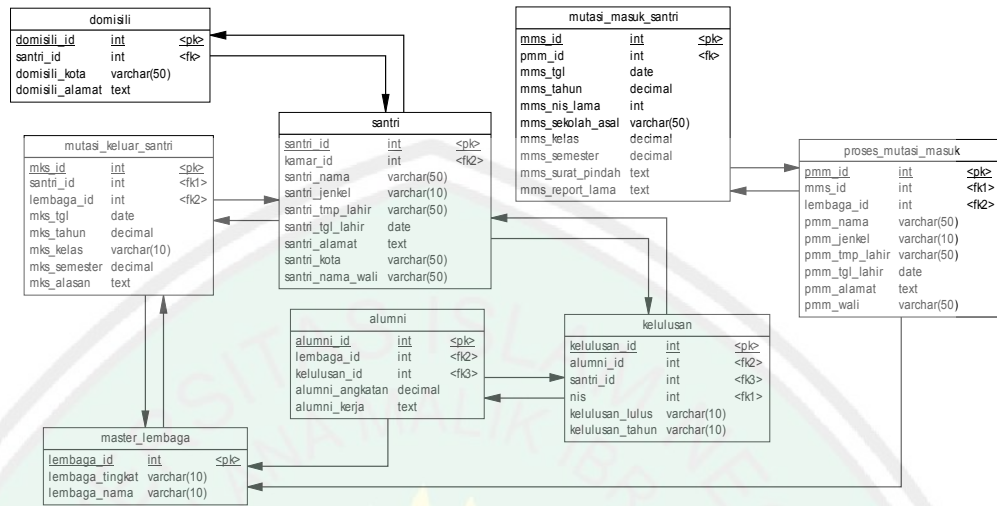 domisili
domisili_id int <pk>
santri_id int <fk>
domisili_kota varchar(50)
domisili_alamat text
mutasi_masuk_santri
mms_id int <pk>
pmm_id int <fk>
mms_tgl date
mms_tahun decimal
mms_nis_lama int
mms_sekolah_asal varchar(50)
mms_kelas decimal
mms_semester decimal
mms_surat_pindah text
mms_report_lama text
santri
santri_id int <pk>
kamar_id int <fk2>
santri_nama varchar(50)
santri_jenkel varchar(10)
santri_tmp_lahir varchar(50)
santri_tgl_lahir date
santri_alamat text
santri_kota varchar(50)
santri_nama_wali varchar(50)
mutasi_keluar_santri
mks_id int <pk>
santri_id int <fk1>
lembaga_id int <fk2>
mks_tgl date
mks_tahun decimal
mks_kelas varchar(10)
mks_semester decimal
mks_alasan text
proses_mutasi_masuk
pmm_id int <pk>
mms_id int <fk1>
lembaga_id int <fk2>
pmm_nama varchar(50)
pmm_jenkel varchar(10)
pmm_tmp_lahir varchar(50)
pmm_tgl_lahir date
pmm_alamat text
pmm_wali varchar(50)
alumni
alumni_id int <pk>
lembaga_id int <fk2>
kelulusan_id int <fk3>
alumni_angkatan decimal
alumni_kerja text
kelulusan
kelulusan_id int <pk>
alumni_id int <fk2>
santri_id int <fk3>
nis int <fk1>
kelulusan_lulus varchar(10)
kelulusan_tahun varchar(10)
master_lembaga
lembaga_id int <pk>
lembaga_tingkat varchar(10)
lembaga_nama varchar(10)